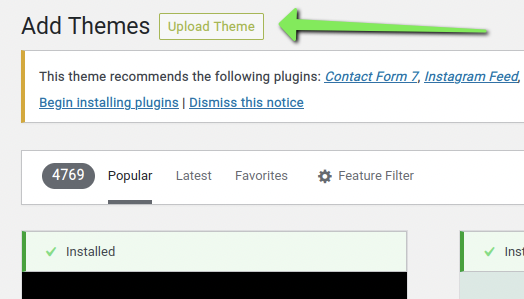 Add Themes Upload Theme
This theme recommends the following plugins: Contact Form 7, Instagram Feed,
Begin installing plugins | Dismiss this notice
4769 Popular Latest Favorites Feature Filter
Installed